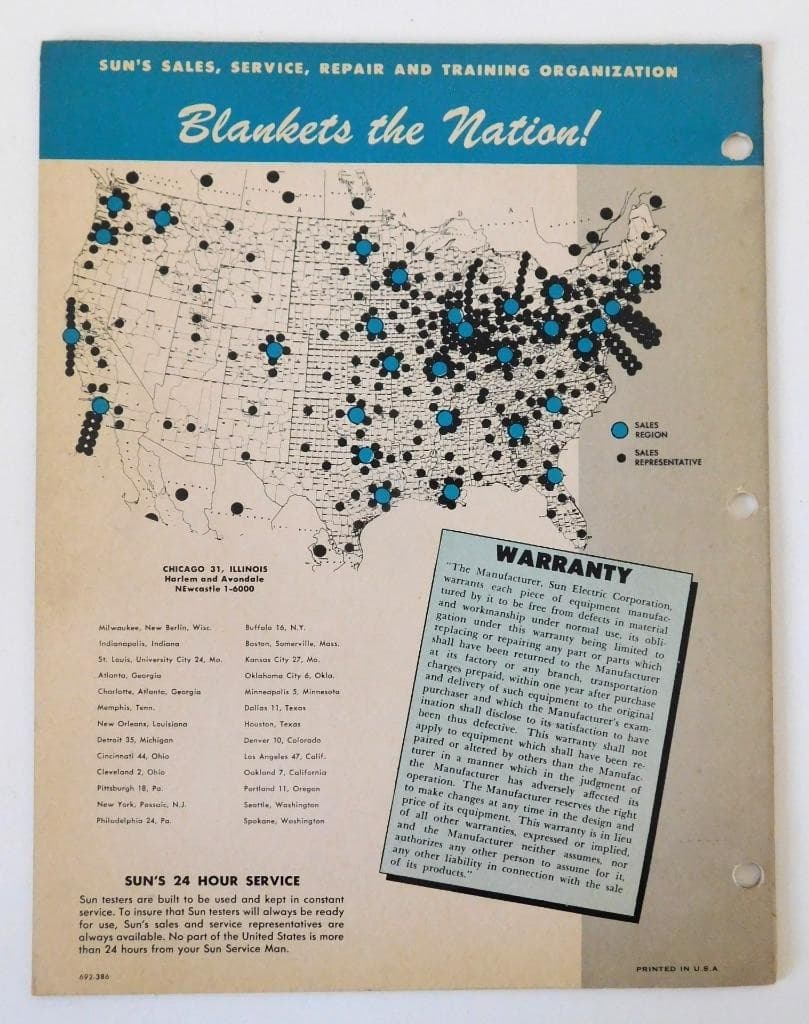 SUN'S SALES, SERVICE, REPAIR AND TRAINING ORGANIZATION
Blankets the Nation!
C A N A D A
SALES
REGION
SALES
REPRESENTATIVE
CHICAGO 31, ILLINOIS
Harlem and Avondale
NEwcastle 1-6000
Milwaukee, New Berlin, Wisc.
Indianapolis, Indiana
St. Louis, University City 24, Mo.
Atlanta, Georgia
Charlotte, Atlanta, Georgia
Memphis, Tenn.
New Orleans, Louisiana
Detroit 35, Michigan
Cincinnati 44, Ohio
Cleveland 2, Ohio
Pittsburgh 18, Pa.
New York, Passaic, N.J.
Philadelphia 24, Pa.
Buffalo 16, N.Y.
Boston, Somerville, Mass.
Kansas City 27, Mo.
Oklahoma City 6, Okla.
Minneapolis 5, Minnesota
Dallas 11, Texas
Houston, Texas
Denver 10, Colorado
Los Angeles 47, Calif.
Oakland 7, California
Portland 11, Oregon
Seattle, Washington
Spokane, Washington
WARRANTY
"The Manufacturer, Sun Electric Corporation,
warrants each piece of equipment manufac-
tured by it to be free from defects in material
and workmanship under normal use, its obli-
gation under this warranty being limited to
replacing or repairing any part or parts which
shall have been returned to the Manufacturer
at its factory or any branch, transportation
charges prepaid, within one year after purchase
and delivery of such equipment to the original
purchaser and which the Manufacturer's exam-
ination shall disclose to its satisfaction to have
been thus defective. This warranty shall not
apply to equipment which shall have been re-
paired or altered by others than the Manufac-
turer in a manner which in the judgment of
the Manufacturer has adversely affected its
operation. The Manufacturer reserves the right
to make changes at any time in the design and
price of its equipment. This warranty is in lieu
of all other warranties, expressed or implied,
and the Manufacturer neither assumes, nor
authorizes any other person to assume for it,
any other liability in connection with the sale
of its products."
SUN'S 24 HOUR SERVICE
Sun testers are built to be used and kept in constant
service. To insure that Sun testers will always be ready
for use, Sun's sales and service representatives are
always available. No part of the United States is more
than 24 hours from your Sun Service Man.
692-386
PRINTED IN U.S.A